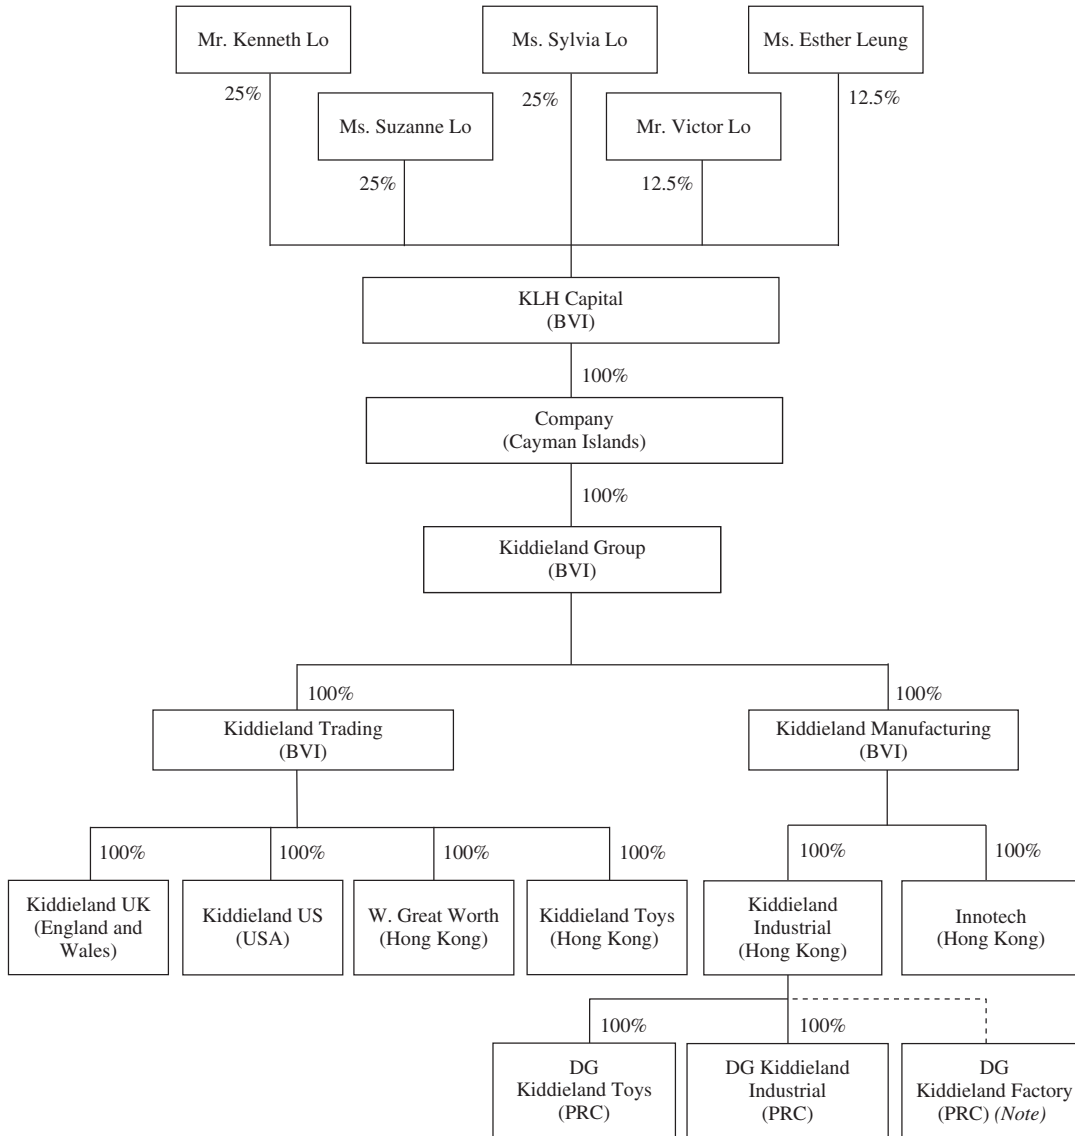 Mr. Kenneth Lo
Ms. Sylvia Lo
Ms. Esther Leung
25%
25%
12.5%
Ms. Suzanne Lo
Mr. Victor Lo
25%
12.5%
KLH Capital
(BVI)
100%
Company
(Cayman Islands)
100%
Kiddieland Group
(BVI)
100%
100%
Kiddieland Trading
(BVI)
Kiddieland Manufacturing
(BVI)
100%
100%
100%
100%
100%
100%
Kiddieland UK
(England and
Wales)
Kiddieland US
(USA)
W. Great Worth
(Hong Kong)
Kiddieland Toys
(Hong Kong)
Kiddieland
Industrial
(Hong Kong)
Innotech
(Hong Kong)
100%
100%
DG
Kiddieland Toys
(PRC)
DG Kiddieland
Industrial
(PRC)
DG
Kiddieland Factory
(PRC) (Note)